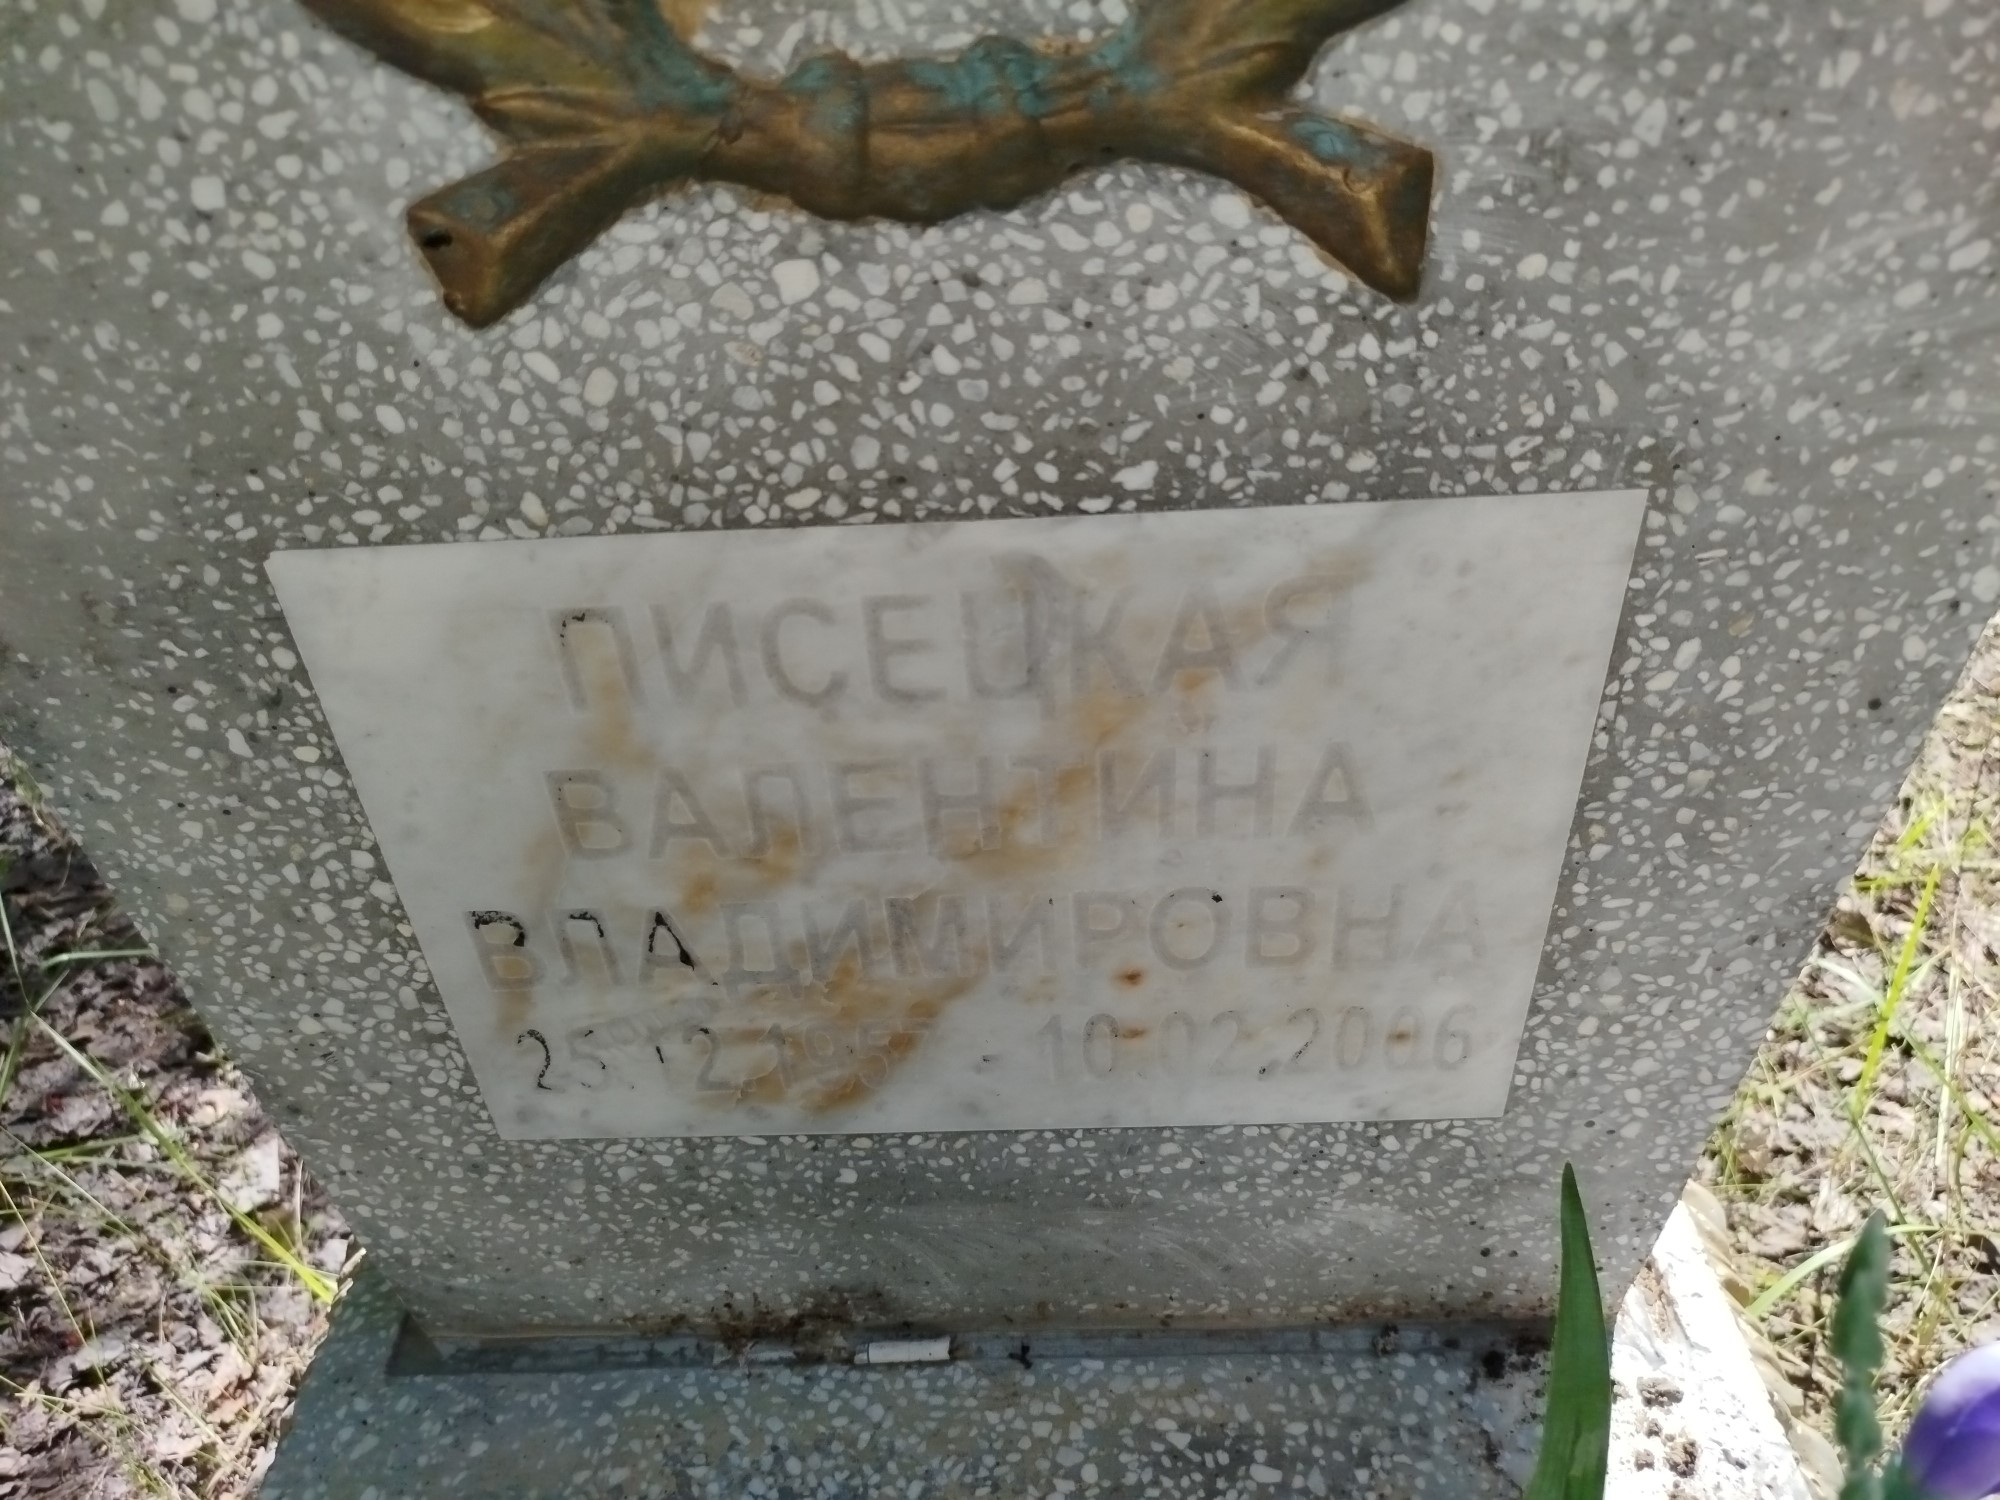 ПИСЕЦКАЯ
ВАЛЕНТИНА
ВЛАДИМИРОВНА
25.12.1957 - 10.02.2006